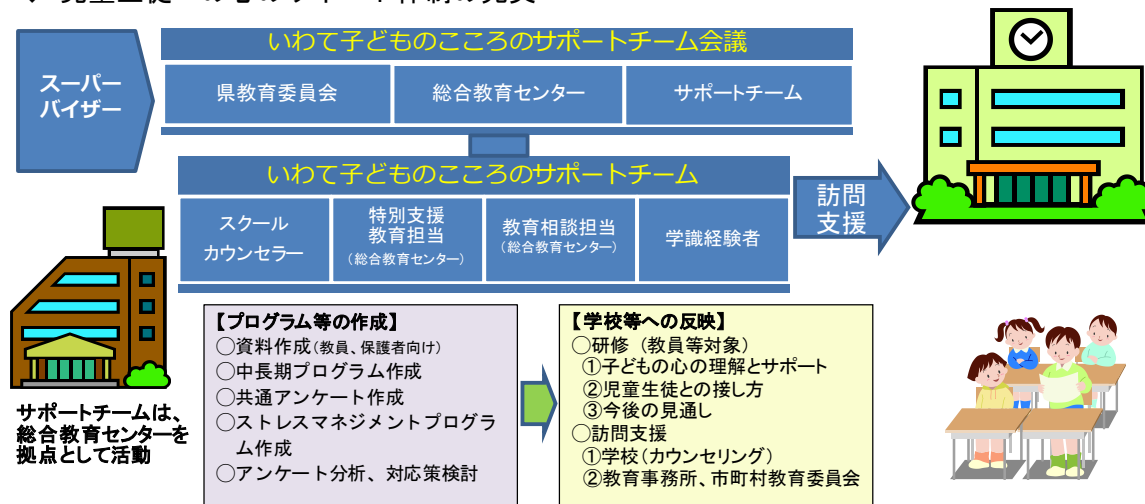 いわて子どものこころのサポートチーム会議
スーパー
バイザー
県教育委員会
総合教育センター
サポートチーム
いわて子どものこころのサポートチーム
スクール
カウンセラー
特別支援
教育担当
(総合教育センター)
教育相談担当
(総合教育センター)
学識経験者
訪問
支援
サポートチームは、
総合教育センターを
拠点として活動
【プログラム等の作成】
○資料作成(教員、保護者向け)
○中長期プログラム作成
○共通アンケート作成
○ストレスマネジメントプログラ
ム作成
○アンケート分析、対応策検討
【学校等への反映】
○研修（教員等対象）
①子どもの心の理解とサポート
②児童生徒との接し方
③今後の見通し
○訪問支援
①学校(カウンセリング)
②教育事務所、市町村教育委員会